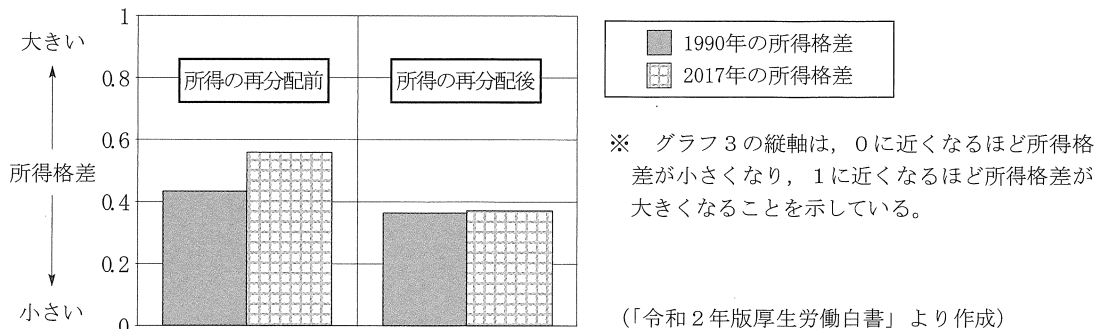 1
大きい
0.8
所得の再分配前
所得の再分配後
0.6
所得格差
0.4
0.2
小さい
0
1990年の所得格差
2017年の所得格差
※ グラフ3の縦軸は，0に近くなるほど所得格
差が小さくなり，1に近くなるほど所得格差が
大きくなることを示している。
（「令和2年版厚生労働白書」より作成）